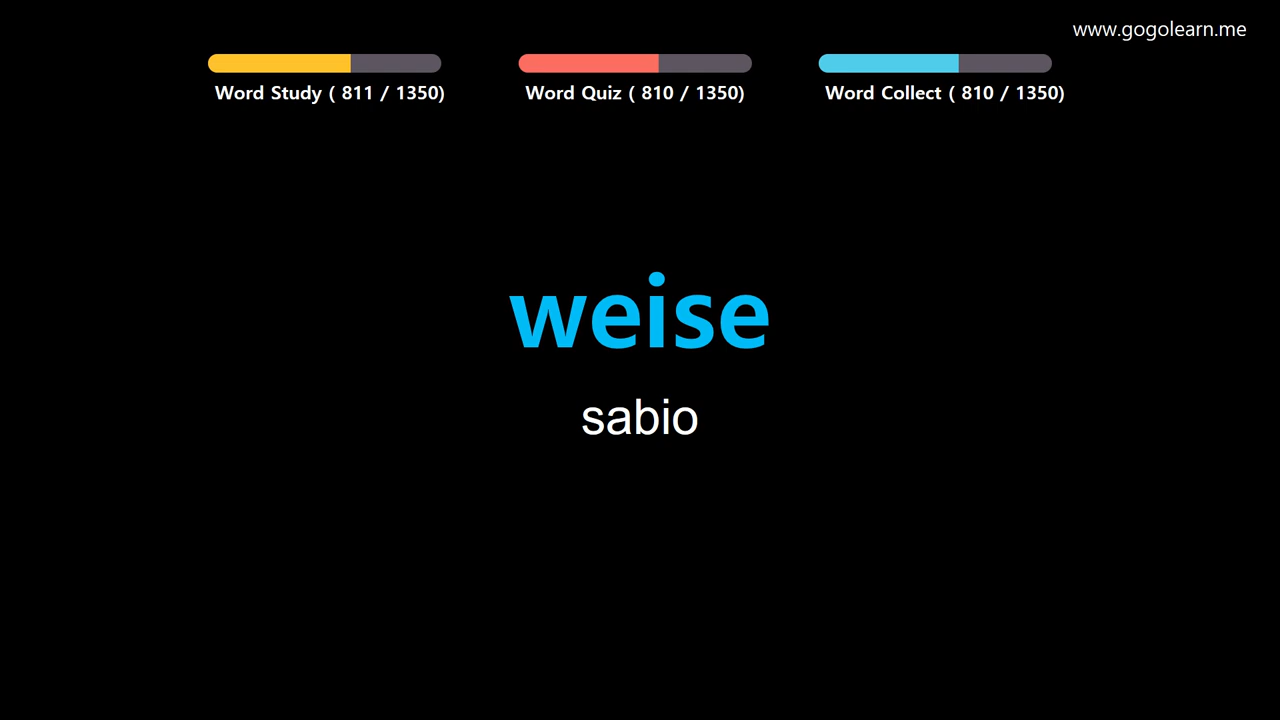 www.gogolearn.me
Word Study ( 811 / 1350)
Word Quiz ( 810 / 1350)
Word Collect ( 810 / 1350)
weise
sabio